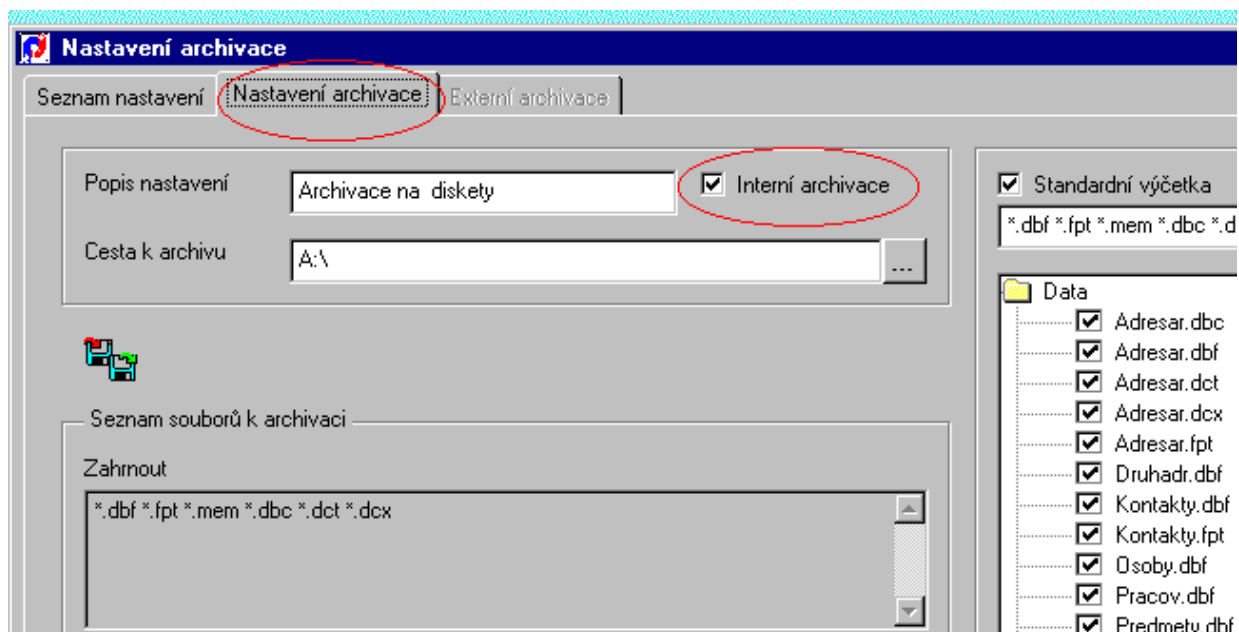 Nastavení archivace
Seznam nastavení
Nastavení archivace
Externí archivace
Popis nastavení
Archivace na diskety
Interní archivace
Cesta k archivu
A:\
...
Seznam souborů k archivaci
Zahrnout
*.dbf *.fpt *.mem *.dbc *.dct *.dcx
Standardní výčetka
*.dbf *.fpt *.mem *.dbc *.d
Data
Adresar.dbc
Adresar.dbf
Adresar.dct
Adresar.dcx
Adresar.fpt
Druhadr.dbf
Kontakty.dbf
Kontakty.fpt
Osoby.dbf
Pracov.dbf
Predmety.dbf